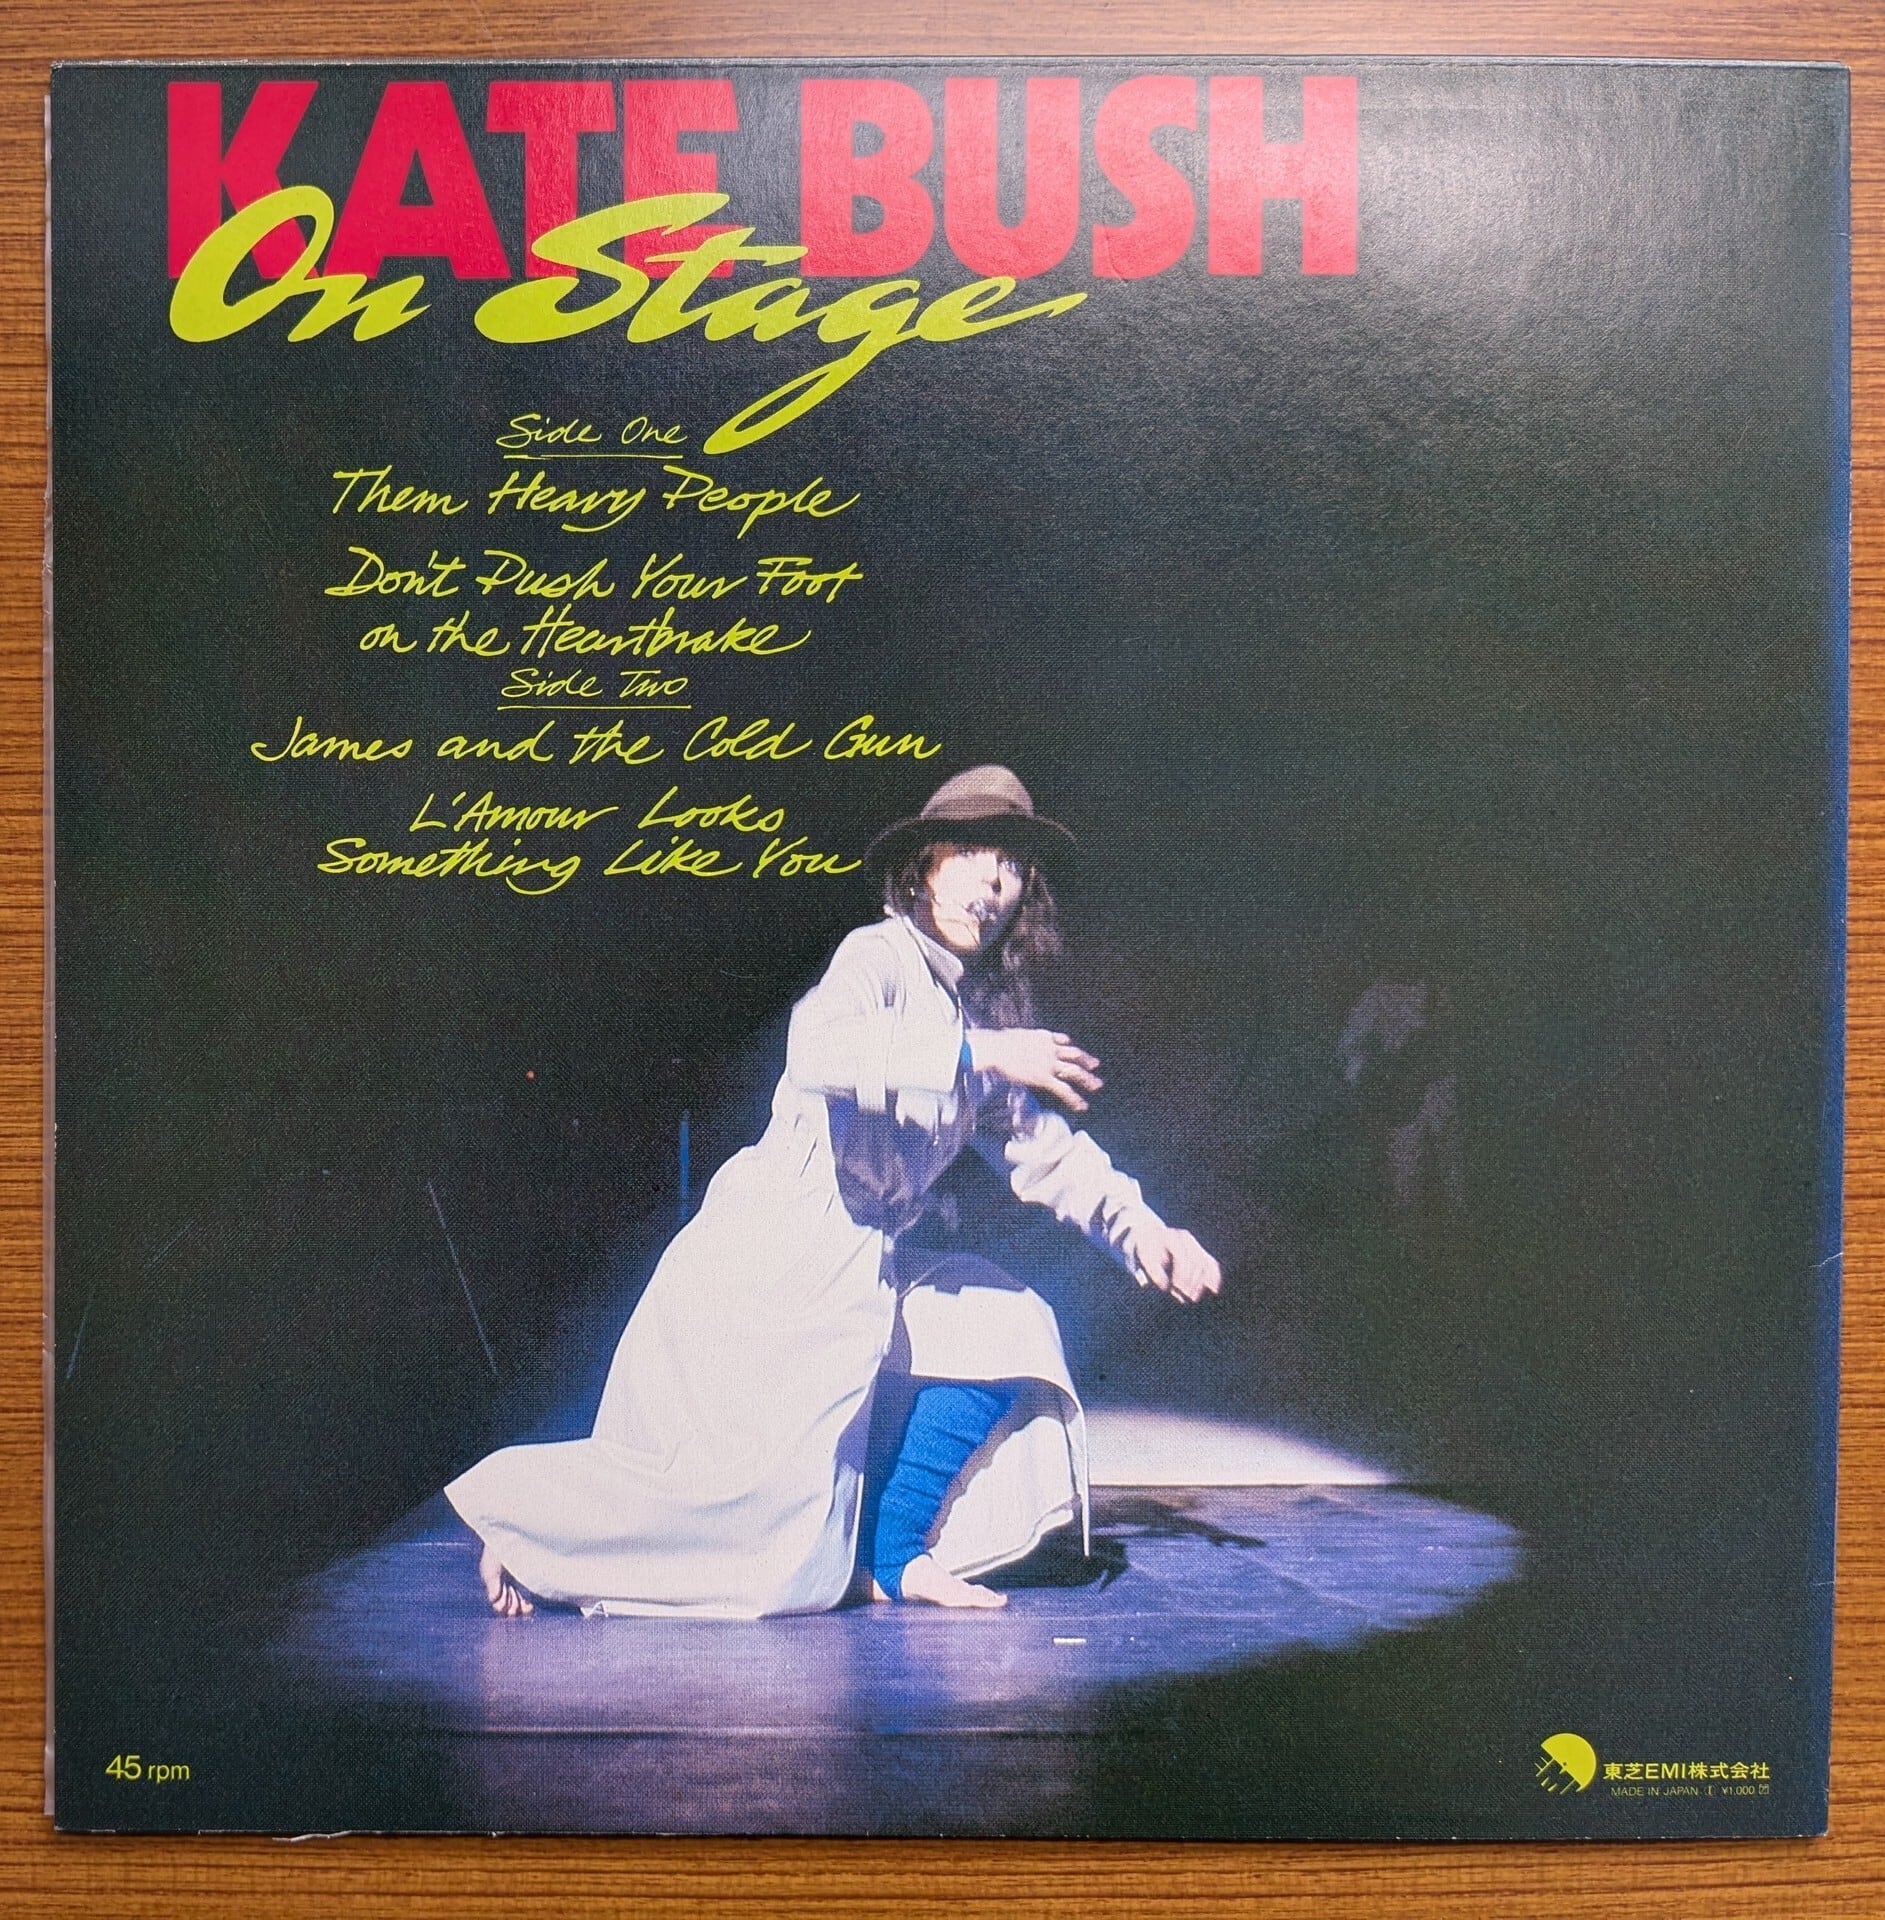 KATE BUSH
On Stage
Side One
Them Heavy People
Don't Push Your Foot
on the Heartbrake
Side Two
James and the Cold Gun
L'Amour Looks
Something Like You
45 rpm
東芝EMI株式会社
MADE IN JAPAN Ⓘ ¥1,000